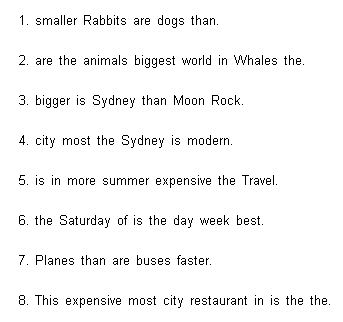 1. smaller Rabbits are dogs than.
2. are the animals biggest world in Whales the.
3. bigger is Sydney than Moon Rock.
4. city most the Sydney is modern.
5. is in more summer expensive the Travel.
6. the Saturday of is the day week best.
7. Planes than are buses faster.
8. This expensive most city restaurant in is the the.